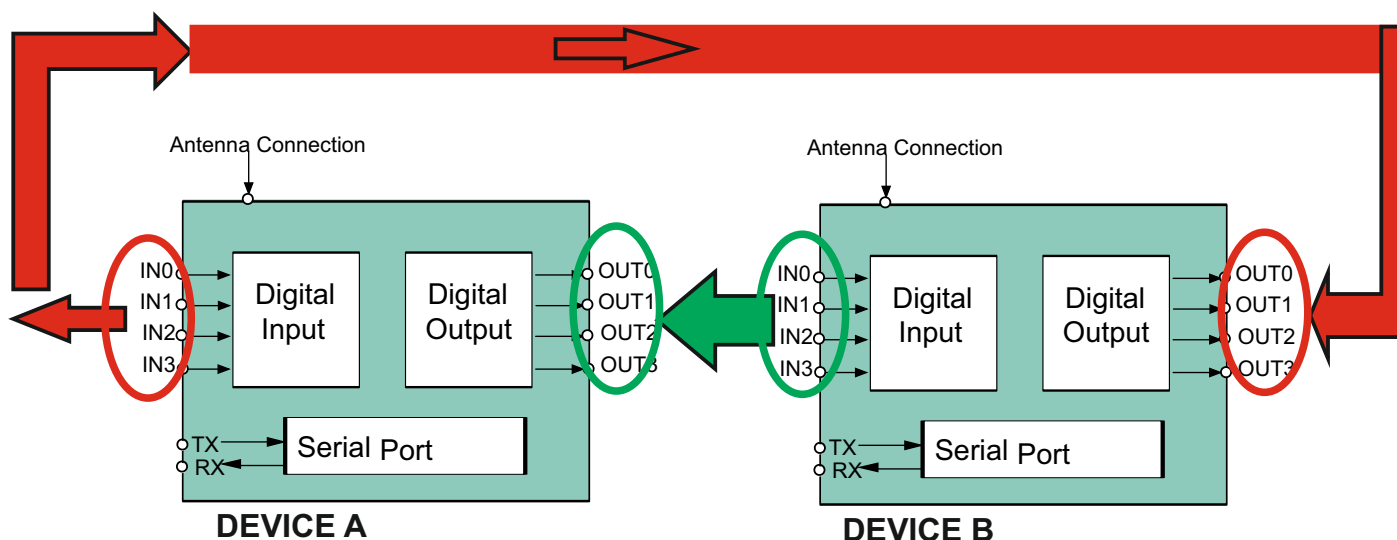 Antenna Connection
IN0
IN1
IN2
IN3
Digital
Input
Digital
Output
OUT0
OUT1
OUT2
OUT3
TX
RX
Serial Port
DEVICE A
Antenna Connection
IN0
IN1
IN2
IN3
Digital
Input
Digital
Output
OUT0
OUT1
OUT2
OUT3
TX
RX
Serial Port
DEVICE B